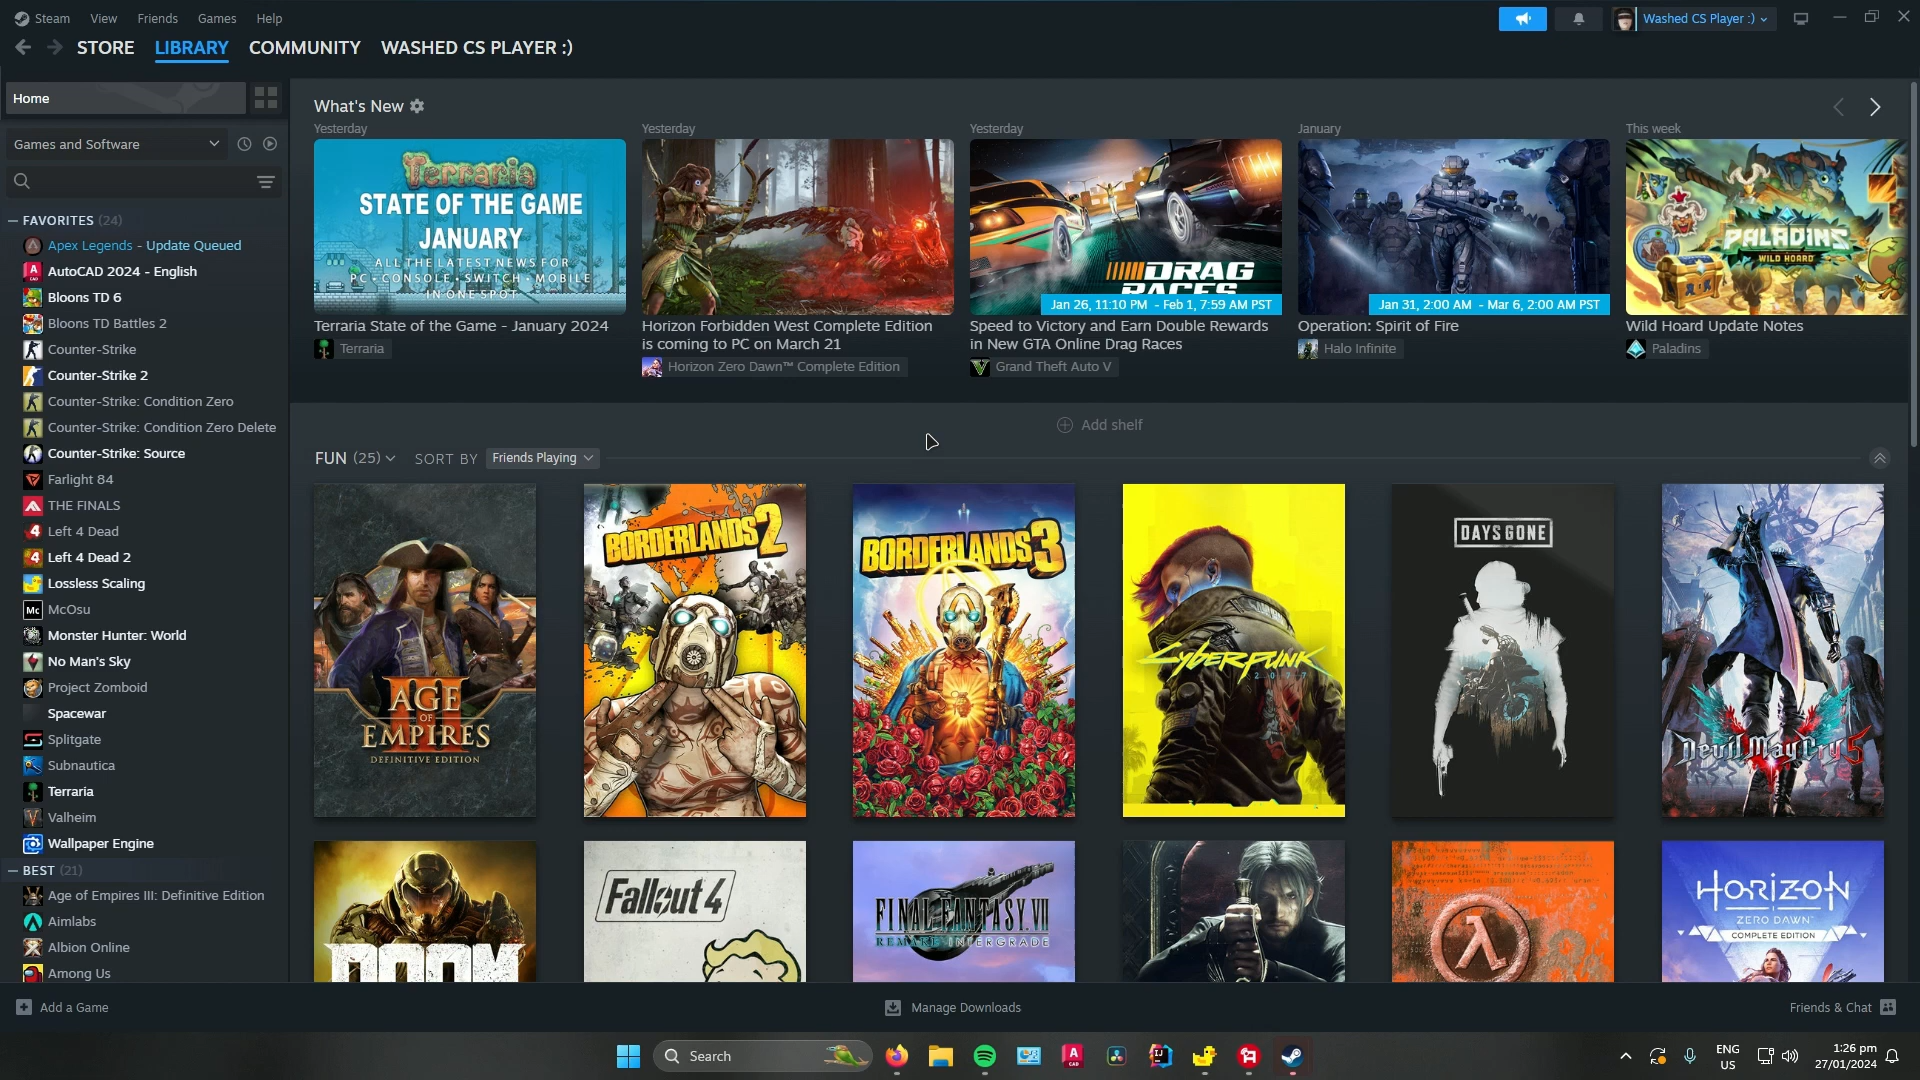 Steam View Friends Games Help
Washed CS Player :)
STORE LIBRARY COMMUNITY WASHED CS PLAYER :)
Home
Games and Software
FAVORITES (24)
Apex Legends - Update Queued
AutoCAD 2024 - English
Bloons TD 6
Bloons TD Battles 2
Counter-Strike
Counter-Strike 2
Counter-Strike: Condition Zero
Counter-Strike: Condition Zero Delete
Counter-Strike: Source
Farlight 84
THE FINALS
Left 4 Dead
Left 4 Dead 2
Lossless Scaling
McOsu
Monster Hunter: World
No Man's Sky
Project Zomboid
Spacewar
Splitgate
Subnautica
Terraria
Valheim
Wallpaper Engine
BEST (21)
Age of Empires III: Definitive Edition
Aimlabs
Albion Online
Among Us
What's New
Yesterday
Terraria
STATE OF THE GAME
JANUARY
ALL THE LATEST NEWS FOR
PC • CONSOLE • SWITCH • MOBILE
IN ONE SPOT
Terraria State of the Game - January 2024
Terraria
Yesterday
Horizon Forbidden West Complete Edition
is coming to PC on March 21
Horizon Zero Dawn™ Complete Edition
Yesterday
DRAG
RACES
Jan 26, 11:10 PM - Feb 1, 7:59 AM PST
Speed to Victory and Earn Double Rewards
in New GTA Online Drag Races
Grand Theft Auto V
January
Jan 31, 2:00 AM - Mar 6, 2:00 AM PST
Operation: Spirit of Fire
Halo Infinite
This week
PALADINS
WILD HOARD
Wild Hoard Update Notes
Paladins
Add shelf
FUN (25) SORT BY Friends Playing
AGE
OF
EMPIRES
III
DEFINITIVE EDITION
BORDERLANDS 2
BORDERLANDS 3
Cyberpunk
2077
DAYS GONE
Devil May Cry 5
DOOM
Fallout 4
FINAL FANTASY VII
REMAKE INTERGRADE
HORIZON
ZERO DAWN
COMPLETE EDITION
Add a Game
Manage Downloads
Friends & Chat
Search
ENG
US
1:26 pm
27/01/2024